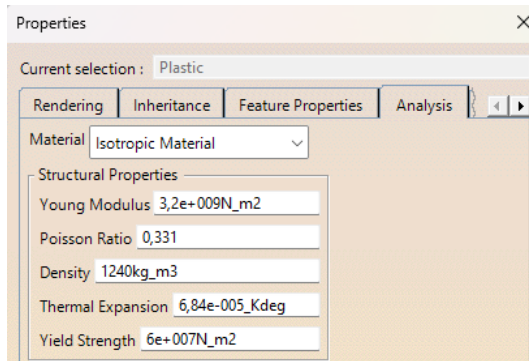 Properties
Current selection : Plastic
Rendering Inheritance Feature Properties Analysis
Material Isotropic Material
Structural Properties
Young Modulus 3,2e+009N_m2
Poisson Ratio 0,331
Density 1240kg_m3
Thermal Expansion 6,84e-005_Kdeg
Yield Strength 6e+007N_m2